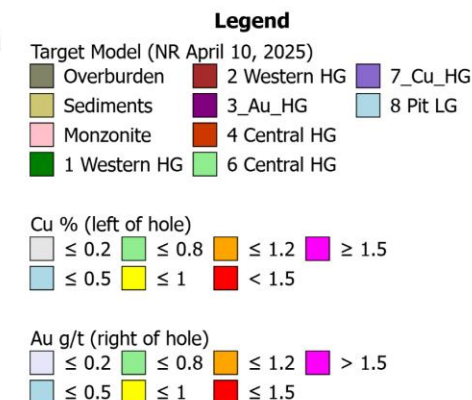 Legend
Target Model (NR April 10, 2025)
Overburden 2 Western HG 7_Cu_HG
Sediments 3_Au_HG 8 Pit LG
Monzonite 4 Central HG
1 Western HG 6 Central HG
Cu % (left of hole)
≤ 0.2 ≤ 0.8 ≤ 1.2 ≥ 1.5
≤ 0.5 ≤ 1 < 1.5
Au g/t (right of hole)
≤ 0.2 ≤ 0.8 ≤ 1.2 > 1.5
≤ 0.5 ≤ 1 ≤ 1.5